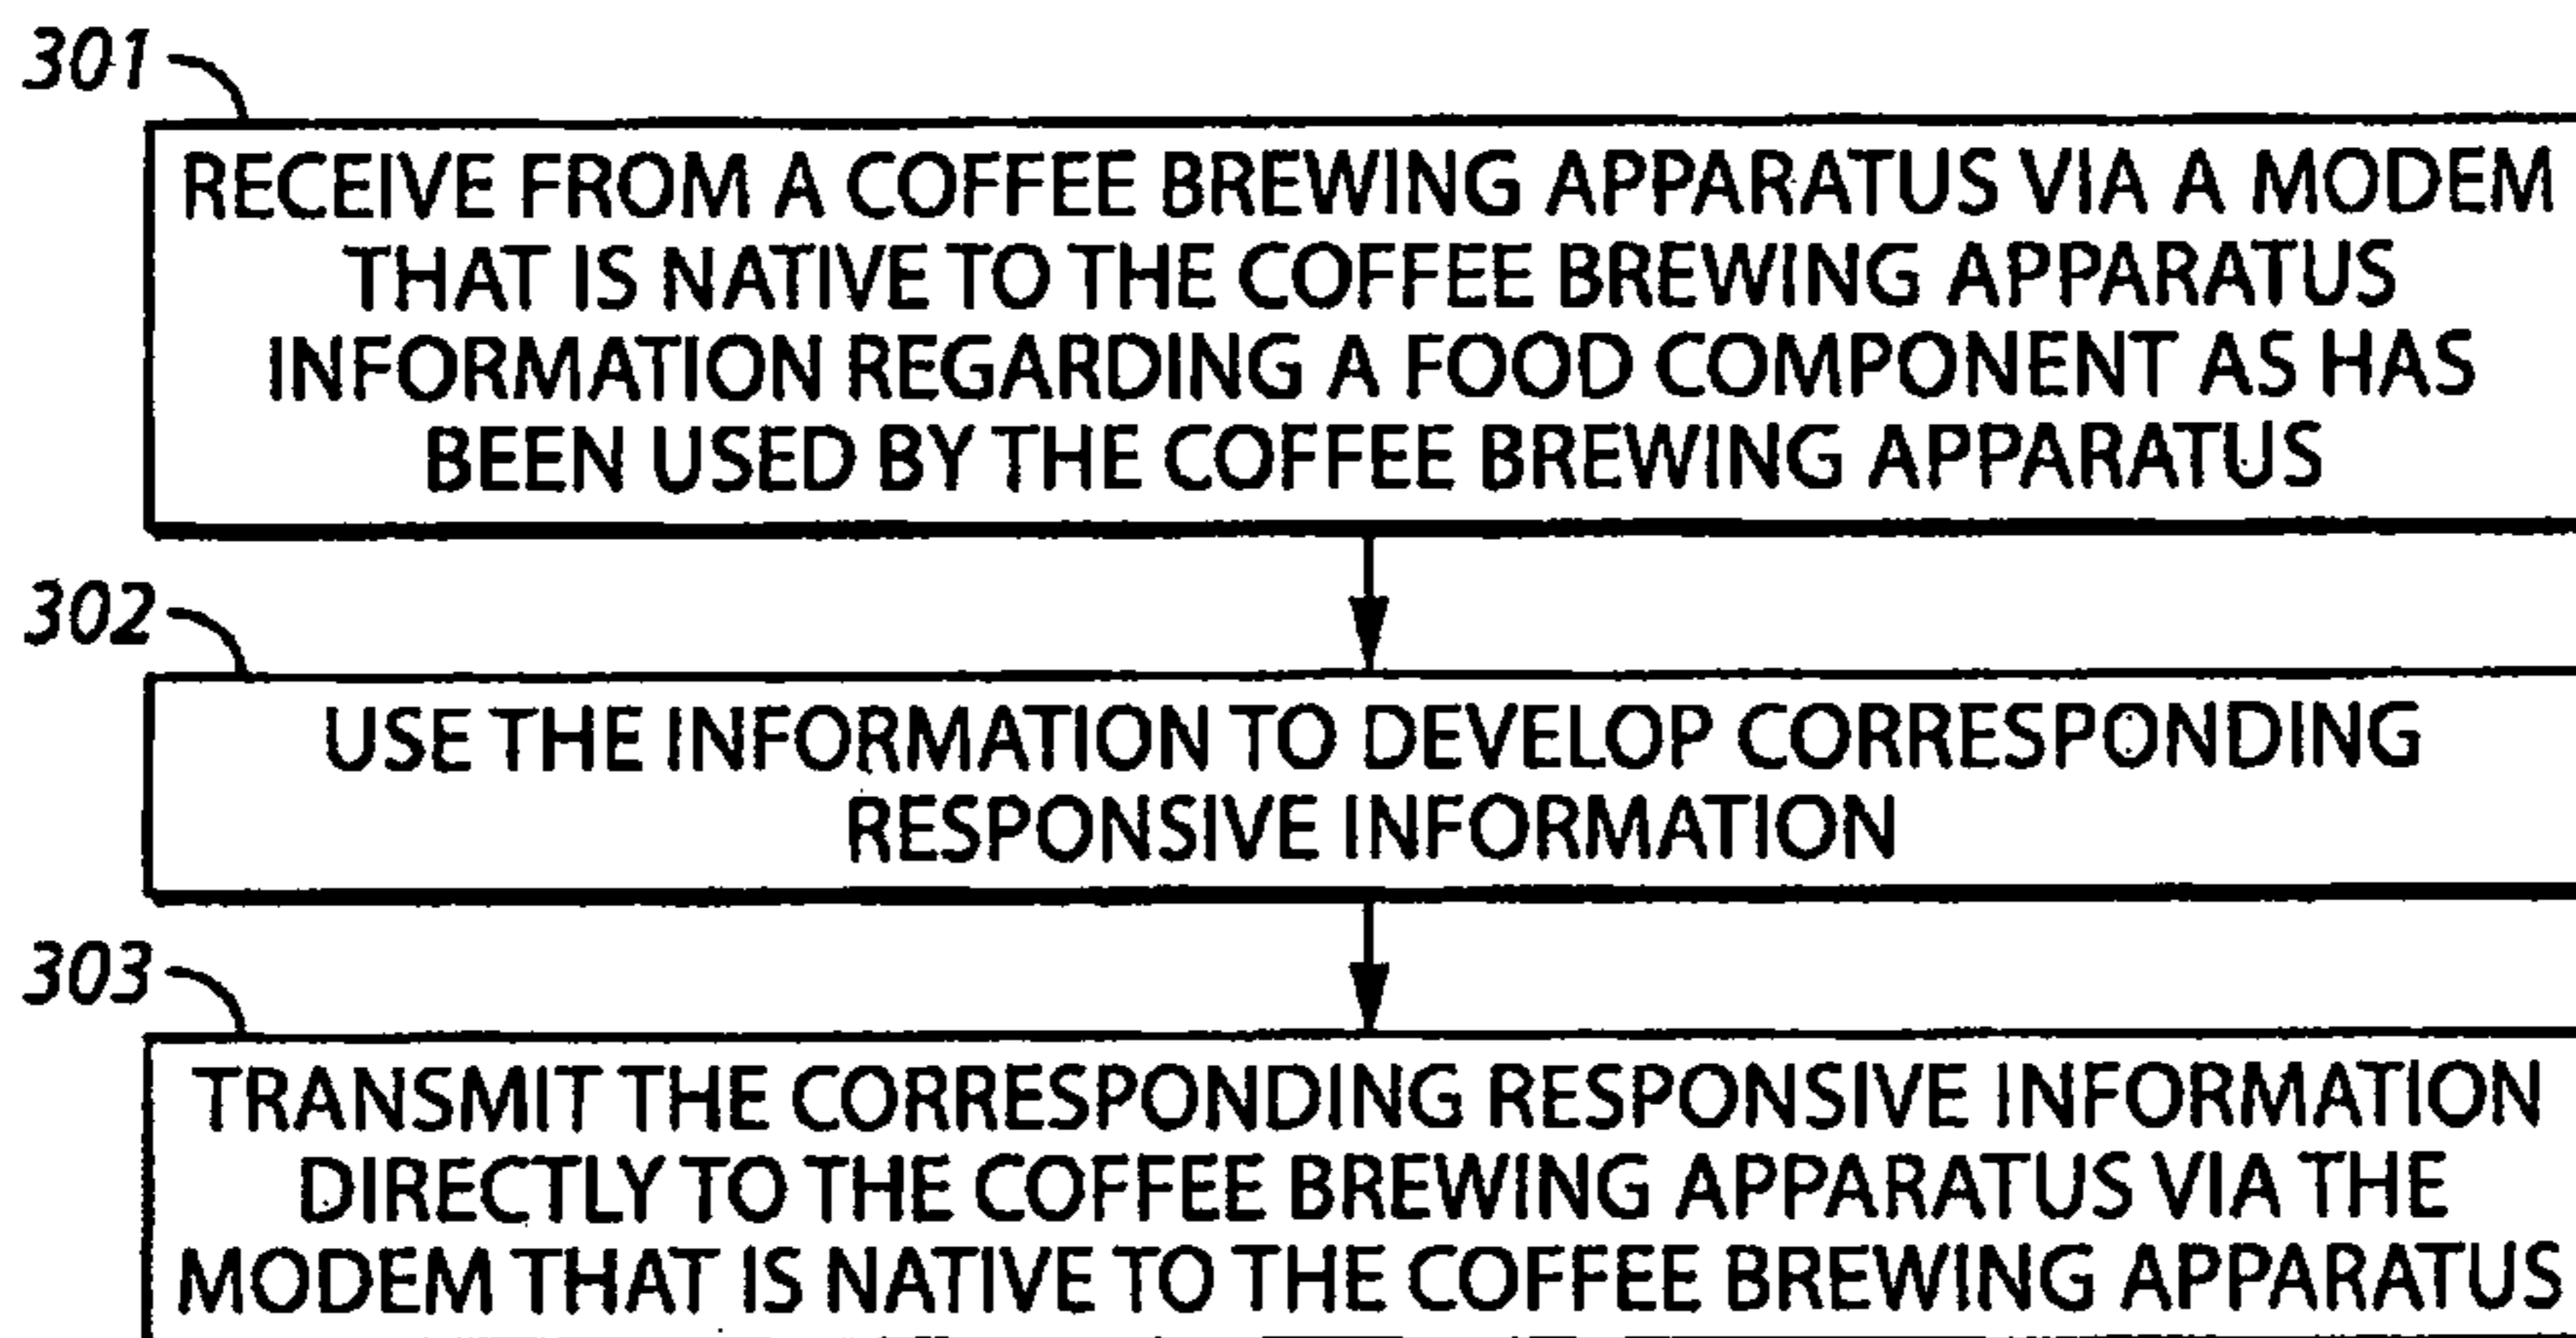 301
RECEIVE FROM A COFFEE BREWING APPARATUS VIA A MODEM
THAT IS NATIVE TO THE COFFEE BREWING APPARATUS
INFORMATION REGARDING A FOOD COMPONENT AS HAS
BEEN USED BY THE COFFEE BREWING APPARATUS
302
USE THE INFORMATION TO DEVELOP CORRESPONDING
RESPONSIVE INFORMATION
303
TRANSMIT THE CORRESPONDING RESPONSIVE INFORMATION
DIRECTLY TO THE COFFEE BREWING APPARATUS VIA THE
MODEM THAT IS NATIVE TO THE COFFEE BREWING APPARATUS